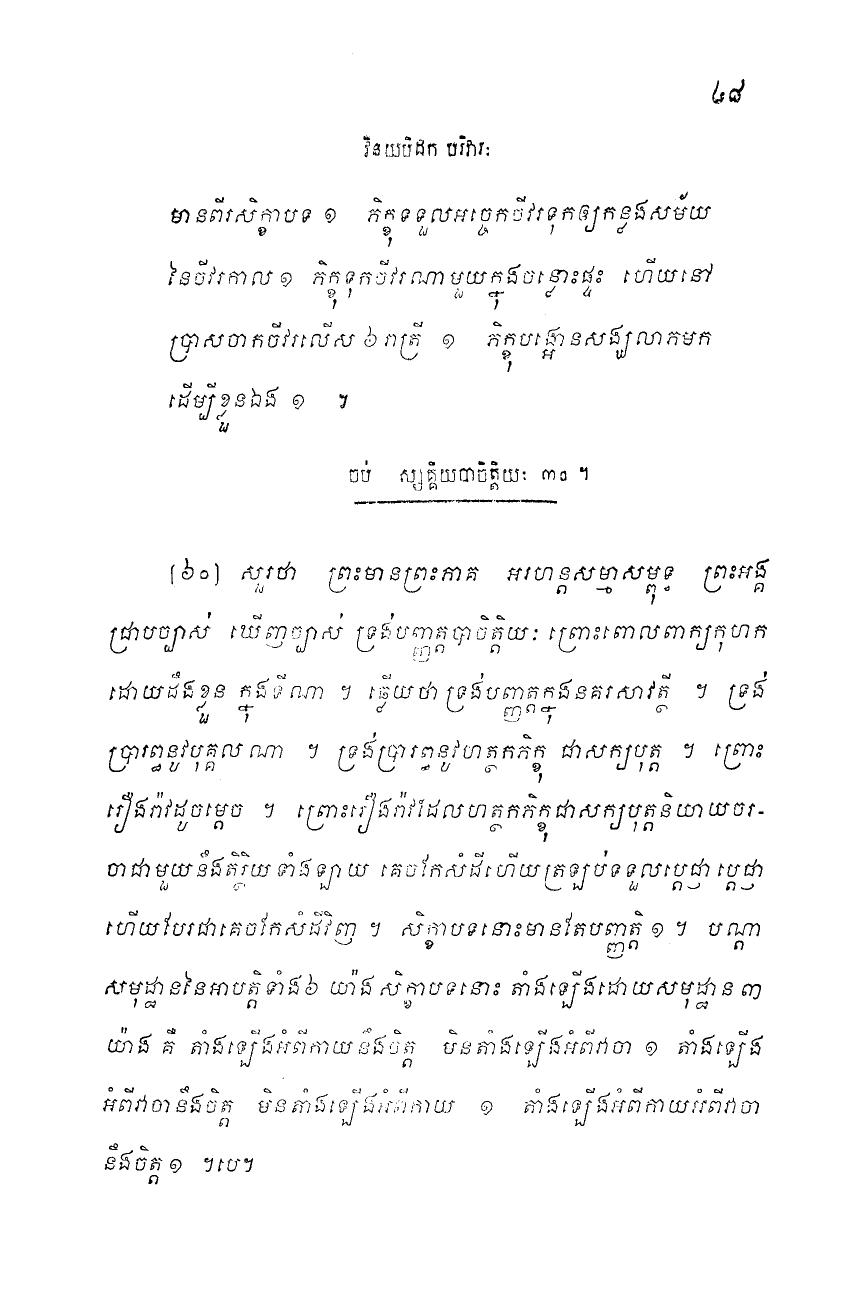 ៤៨
វិនយបិដក បរិវារៈ
មានពីរសិក្ខាបទ ១ ភិក្ខុទទួលអច្ចេកចីវរទុកឲ្យកន្លងសម័យ
នៃចីវរកាល ១ ភិក្ខុទុកចីវរណាមួយក្នុងចន្លោះផ្ទះ ហើយនៅ
ប្រាសចាកចីវរលើស ៦ រាត្រី ១ ភិក្ខុបង្អោនសង្ឃលាភមក
ដើម្បីខ្លួនឯង ១ ។
ចប់ ស្សគ្គិយបាចិត្តិយៈ ៣០ ។
[៦០] សួរថា ព្រះមានព្រះភាគ អរហន្តសម្មាសម្ពុទ្ធ ព្រះអង្គ
ជ្រាបច្បាស់ ឃើញច្បាស់ ទ្រង់បញ្ញត្តបាចិត្តិយៈ ព្រោះពោលពាក្យកុហក
ដោយដឹងខ្លួន ក្នុងទីណា ។ ឆ្លើយថា ទ្រង់បញ្ញត្តក្នុងនគរសាវត្ថី ។ ទ្រង់
ប្រារព្ធនូវបុគ្គលណា ។ ទ្រង់ប្រារព្ធនូវហត្ថកភិក្ខុ ជាសក្យបុត្ត ។ ព្រោះ
រឿងរ៉ាវដូចម្តេច ។ ព្រោះរឿងរ៉ាវដែលហត្ថកភិក្ខុជាសក្យបុត្តនិយាយចរ-
ចាជាមួយនឹងតិរ្ថិយទាំងឡាយ គេចកែសំដីហើយត្រឡប់ទទួលប្តេជ្ញា ប្តេជ្ញា
ហើយបែរជាគេចកែសំដីវិញ ។ សិក្ខាបទនោះមានតែបញ្ញត្តិ ១ ។ បណ្តា
សមុដ្ឋាននៃអាបត្តិទាំង ៦ យ៉ាង សិក្ខាបទនោះ តាំងឡើងដោយសមុដ្ឋាន ៣
យ៉ាង គឺ តាំងឡើងអំពីកាយនឹងចិត្ត មិនតាំងឡើងអំពីវាចា ១ តាំងឡើង
អំពីវាចានឹងចិត្ត មិនតាំងឡើងអំពីកាយ ១ តាំងឡើងអំពីកាយអំពីវាចា
នឹងចិត្ត ១ ។បេ។